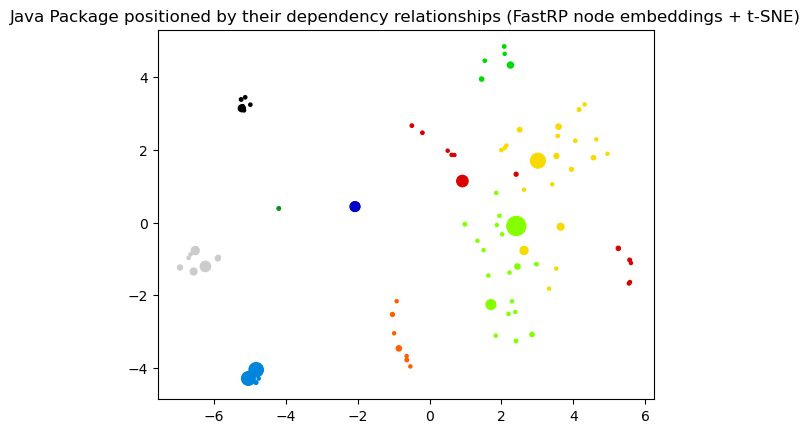 Java Package positioned by their dependency relationships (FastRP node embeddings + t-SNE)
4
2
0
−2
−4
−6 −4 −2 0 2 4 6